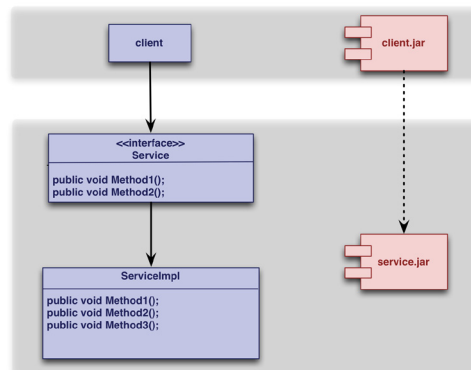 client
client.jar
<<interface>>
Service
public void Method1();
public void Method2();
service.jar
ServiceImpl
public void Method1();
public void Method2();
public void Method3();